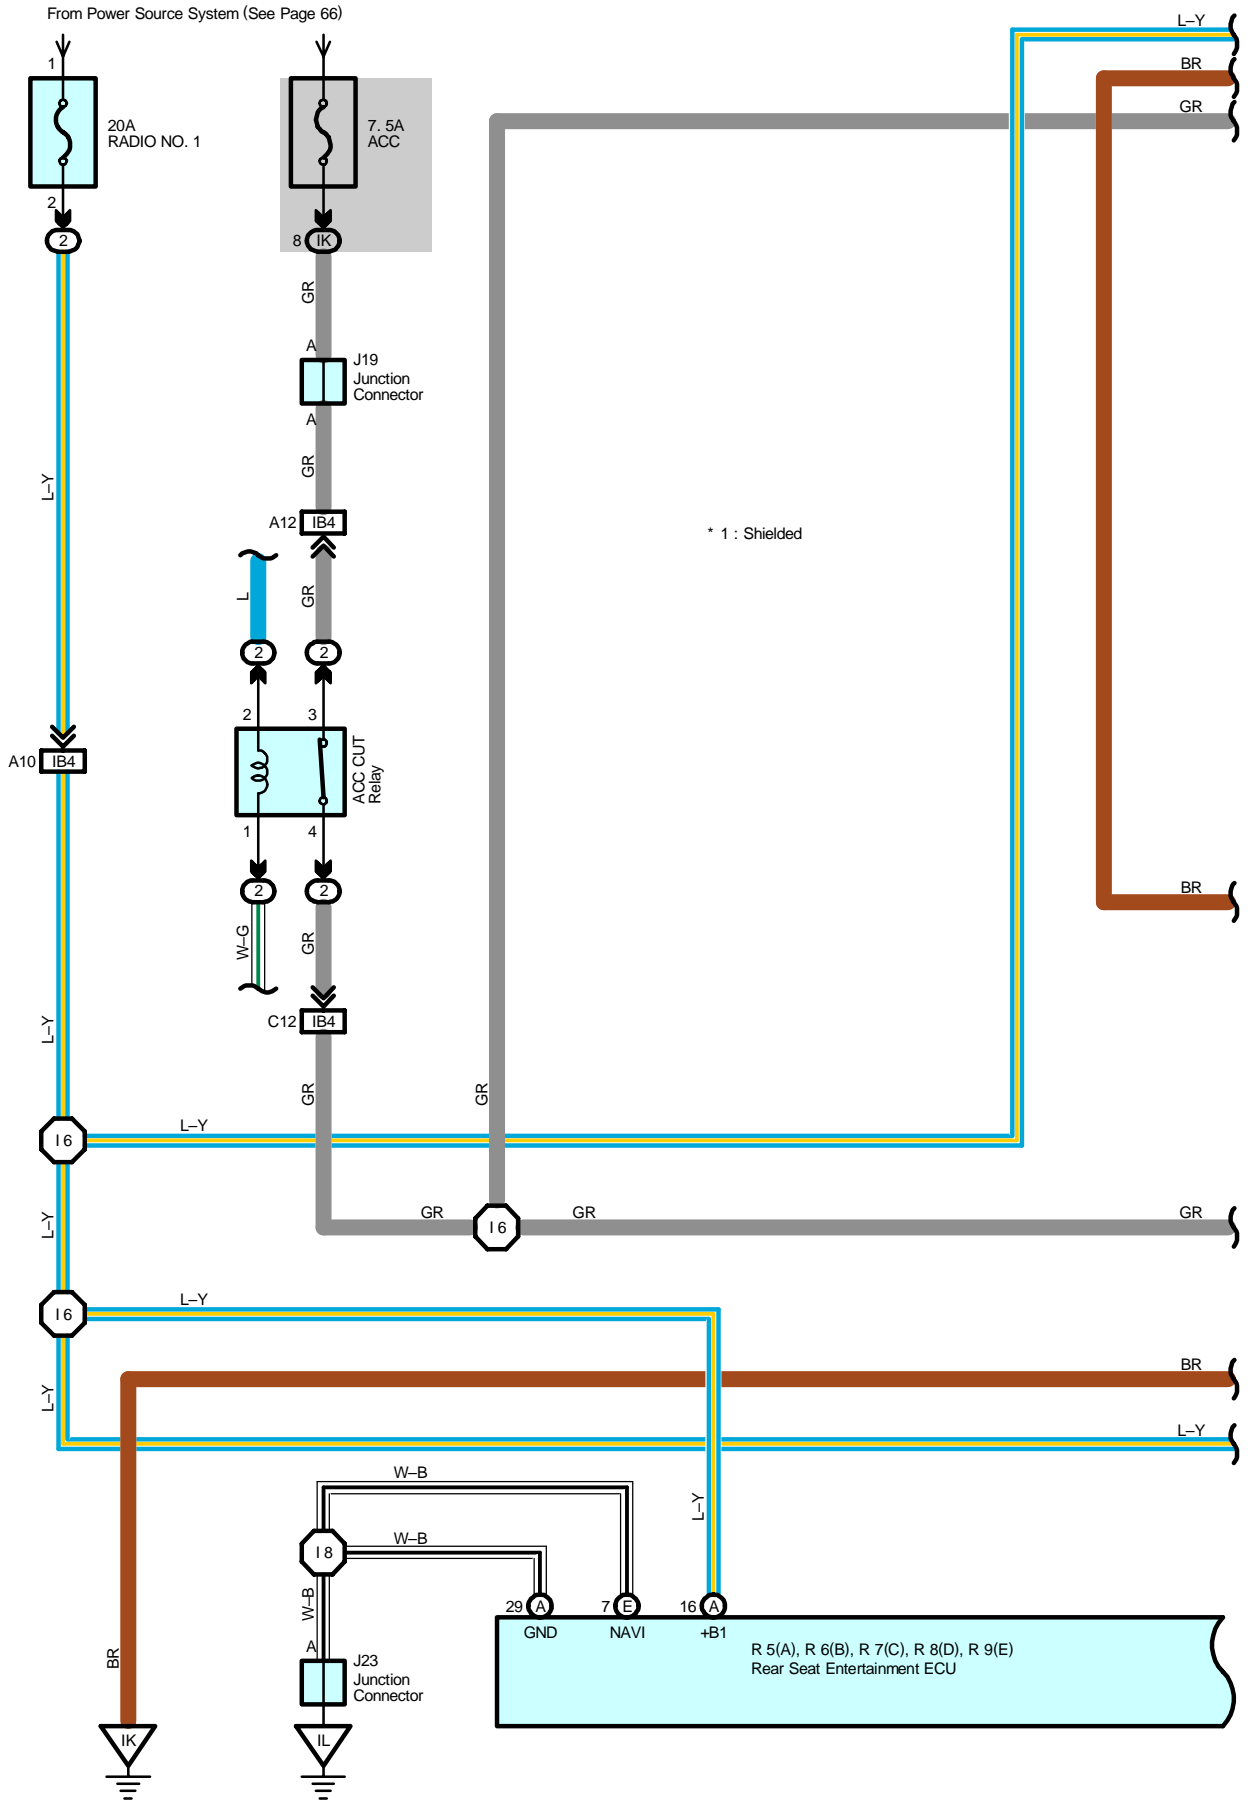 From Power Source System (See Page 66)
L–Y
BR
GR
1
20A
RADIO NO. 1
7. 5A
ACC
2
2
8 IK
GR
A
J19
Junction
Connector
A
GR
L–Y
A12 IB4
* 1 : Shielded
L
GR
2
2
2
3
A10 IB4
ACC CUT
Relay
1
4
2
2
BR
W–G
GR
C12 IB4
L–Y
GR
GR
I 6
L–Y
L–Y
GR
I 6
GR
GR
I 6
L–Y
BR
L–Y
L–Y
W–B
L–Y
I 8
W–B
W–B
29 A
7 E
16 A
GND
NAVI
+B1
R 5(A), R 6(B), R 7(C), R 8(D), R 9(E)
Rear Seat Entertainment ECU
BR
A
J23
Junction
Connector
IK
IL